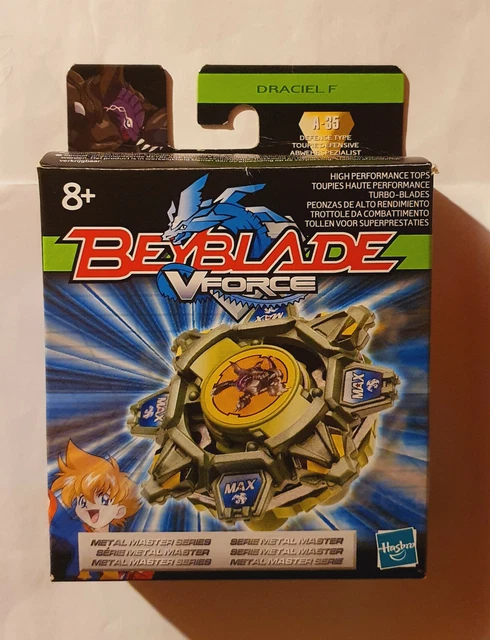 DRACIEL F
A-35
DEFENSE TYPE
TOUPIE DEFENSIVE
ABWEHRSPEZIALIST
8+
HIGH PERFORMANCE TOPS
TOUPIES HAUTE PERFORMANCE
TURBO-BLADES
PEONZAS DE ALTO RENDIMIENTO
TROTTOLE DA COMBATTIMENTO
TOLLEN VOOR SUPERPRESTATIES
BEYBLADE
VFORCE
MAX
MAX
MAX
MAX
METAL MASTER SERIES SERIE METAL MASTER
SÉRIE METAL MASTER SERIE METAL MASTER
METAL MASTER SERIES METAL MASTER SERIE
Hasbro